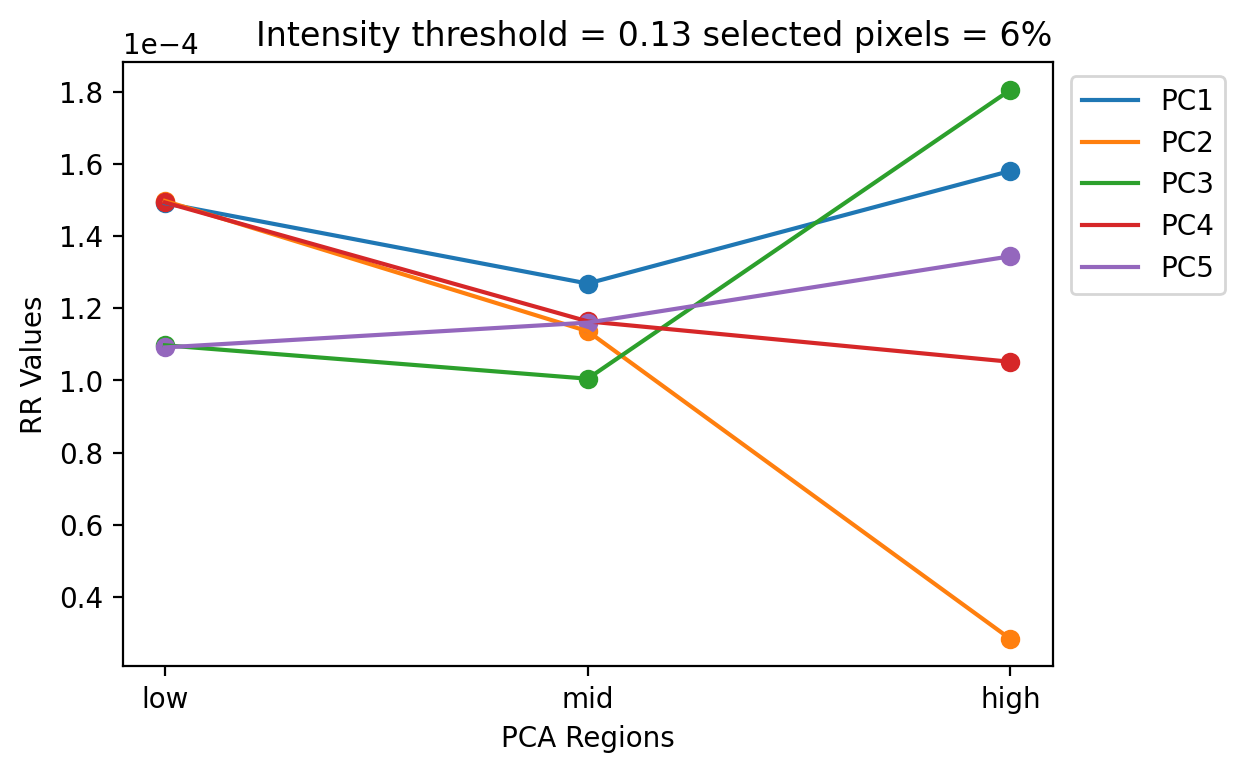 Intensity threshold = 0.13 selected pixels = 6%
1e−4
1.8
1.6
1.4
1.2
1.0
0.8
0.6
0.4
RR Values
low mid high
PCA Regions
PC1
PC2
PC3
PC4
PC5